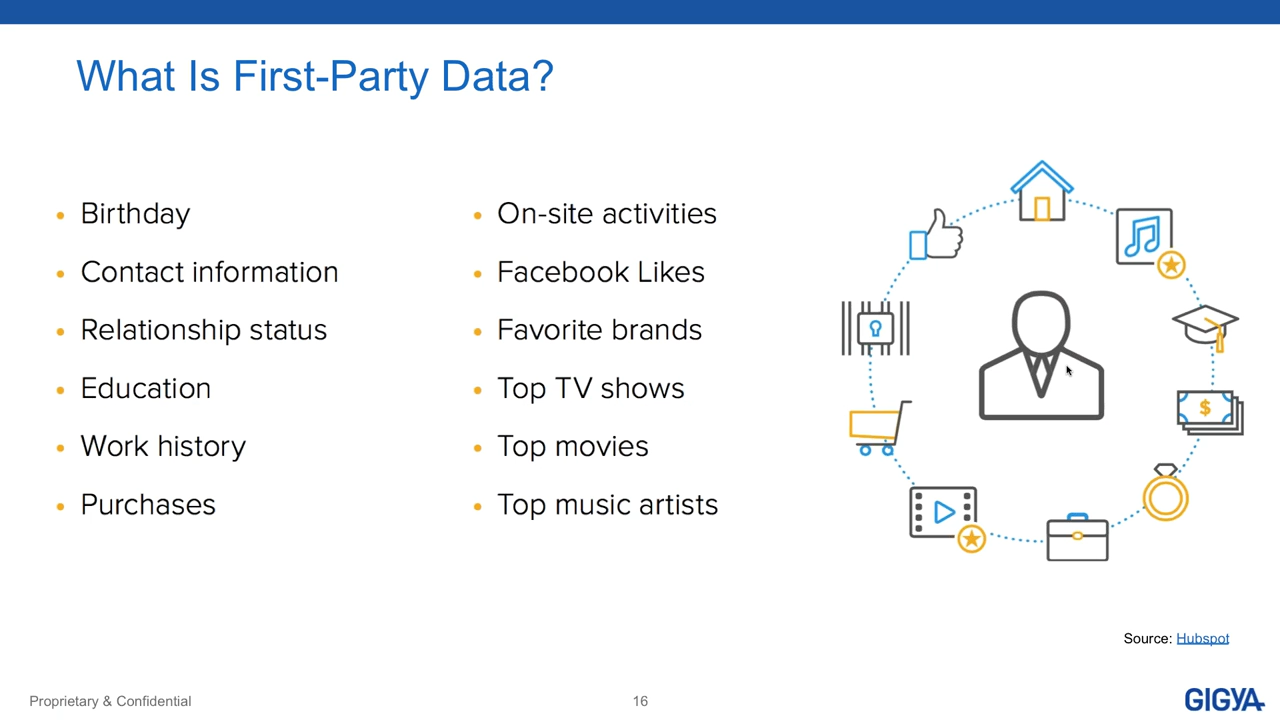 What Is First-Party Data?
• Birthday
• Contact information
• Relationship status
• Education
• Work history
• Purchases
• On-site activities
• Facebook Likes
• Favorite brands
• Top TV shows
• Top movies
• Top music artists
$
Source: Hubspot
Proprietary & Confidential
16
GIGYA